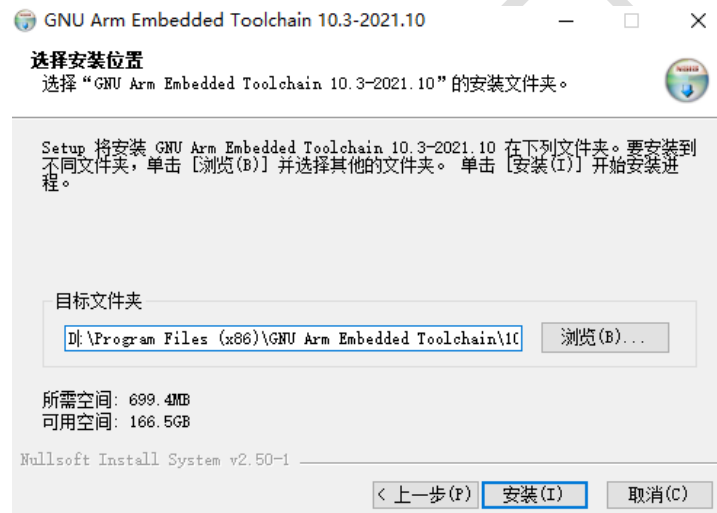 GNU Arm Embedded Toolchain 10.3-2021.10
选择安装位置
选择“GNU Arm Embedded Toolchain 10.3-2021.10”的安装文件夹。
Setup 将安装 GNU Arm Embedded Toolchain 10.3-2021.10 在下列文件夹。要安装到
不同文件夹，单击 [浏览(B)] 并选择其他的文件夹。 单击 [安装(I)] 开始安装进
程。
目标文件夹
D:\Program Files (x86)\GNU Arm Embedded Toolchain\10
浏览(B)...
所需空间: 699.4MB
可用空间: 166.5GB
Nullsoft Install System v2.50-1
< 上一步(P) 安装(I) 取消(C)